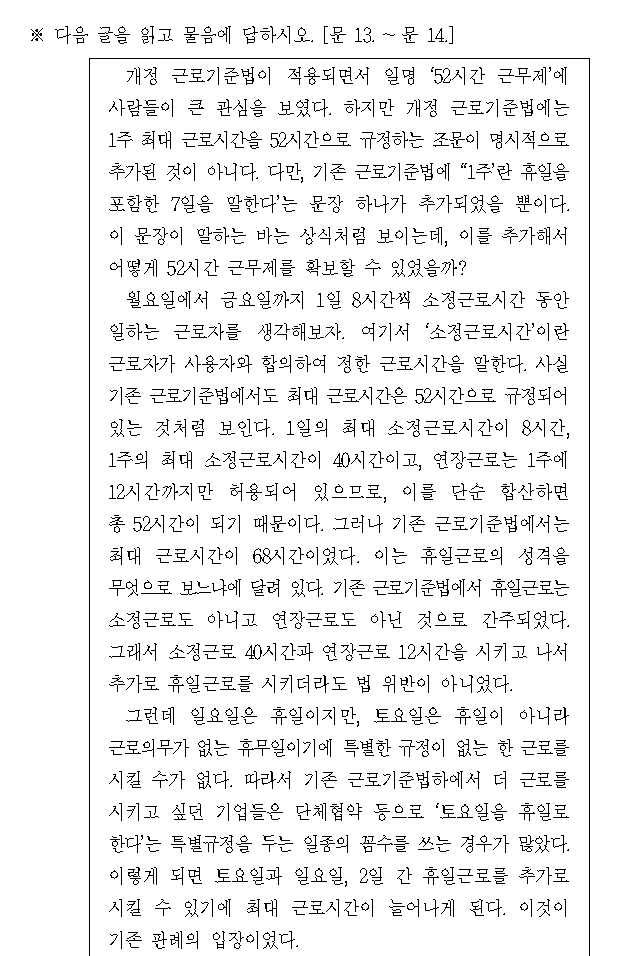 ※ 다음 글을 읽고 물음에 답하시오. [문 13. ~ 문 14.]
개정 근로기준법이 적용되면서 일명 ‘52시간 근무제’에
사람들이 큰 관심을 보였다. 하지만 개정 근로기준법에는
1주 최대 근로시간을 52시간으로 규정하는 조문이 명시적으로
추가된 것이 아니다. 다만, 기존 근로기준법에 “‘1주’란 휴일을
포함한 7일을 말한다’는 문장 하나가 추가되었을 뿐이다.
이 문장이 말하는 바는 상식처럼 보이는데, 이를 추가해서
어떻게 52시간 근무제를 확보할 수 있었을까?
월요일에서 금요일까지 1일 8시간씩 소정근로시간 동안
일하는 근로자를 생각해보자. 여기서 ‘소정근로시간’이란
근로자가 사용자와 합의하여 정한 근로시간을 말한다. 사실
기존 근로기준법에서도 최대 근로시간은 52시간으로 규정되어
있는 것처럼 보인다. 1일의 최대 소정근로시간이 8시간,
1주의 최대 소정근로시간이 40시간이고, 연장근로는 1주에
12시간까지만 허용되어 있으므로, 이를 단순 합산하면
총 52시간이 되기 때문이다. 그러나 기존 근로기준법에서는
최대 근로시간이 68시간이었다. 이는 휴일근로의 성격을
무엇으로 보느냐에 달려 있다. 기존 근로기준법에서 휴일근로는
소정근로도 아니고 연장근로도 아닌 것으로 간주되었다.
그래서 소정근로 40시간과 연장근로 12시간을 시키고 나서
추가로 휴일근로를 시키더라도 법 위반이 아니었다.
그런데 일요일은 휴일이지만, 토요일은 휴일이 아니라
근로의무가 없는 휴무일이기에 특별한 규정이 없는 한 근로를
시킬 수가 없다. 따라서 기존 근로기준법하에서 더 근로를
시키고 싶던 기업들은 단체협약 등으로 ‘토요일을 휴일로
한다’는 특별규정을 두는 일종의 꼼수를 쓰는 경우가 많았다.
이렇게 되면 토요일과 일요일, 2일 간 휴일근로를 추가로
시킬 수 있기에 최대 근로시간이 늘어나게 된다. 이것이
기존 판례의 입장이었다.